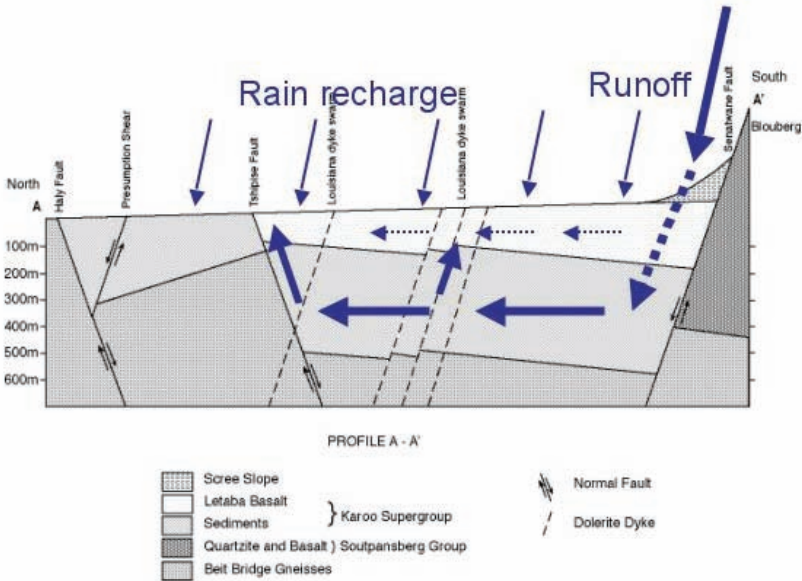 Rain recharge
Runoff
South
A'
Blouberg
North
A
Haly Fault
Presumption Shear
Tshipise Fault
Louisiana dyke swarm
Louisiana dyke swarm
Senatwane Fault
100m
200m
300m
400m
500m
600m
PROFILE A - A'
Scree Slope
Letaba Basalt
Sediments
} Karoo Supergroup
Quartzite and Basalt ) Soutpansberg Group
Beit Bridge Gneisses
Normal Fault
Dolerite Dyke